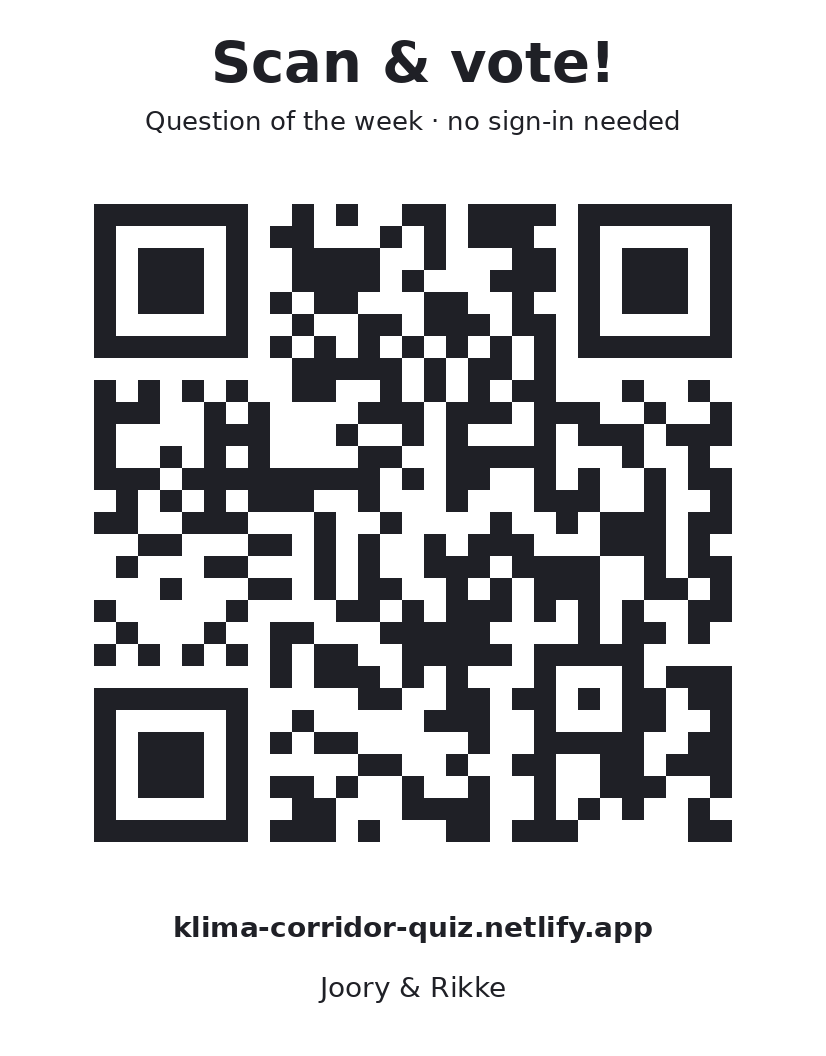 Scan & vote!
Question of the week · no sign-in needed
klima-corridor-quiz.netlify.app
Joory & Rikke